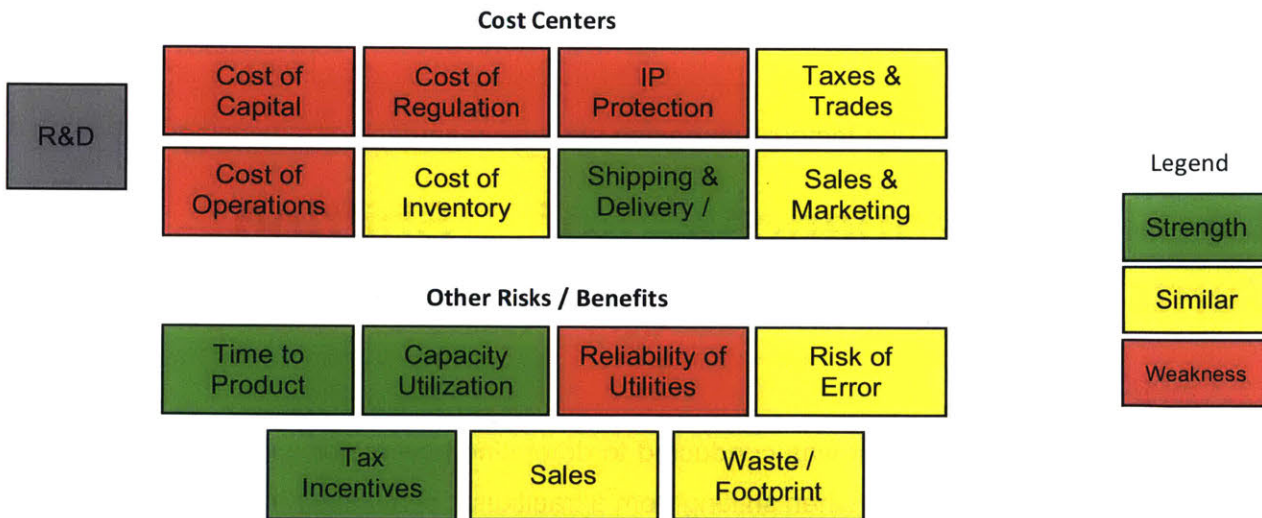 Cost Centers
R&D
Cost of
Capital
Cost of
Regulation
IP
Protection
Taxes &
Trades
Cost of
Operations
Cost of
Inventory
Shipping &
Delivery /
Sales &
Marketing
Legend
Strength
Similar
Weakness
Other Risks / Benefits
Time to
Product
Capacity
Utilization
Reliability of
Utilities
Risk of
Error
Tax
Incentives
Sales
Waste /
Footprint